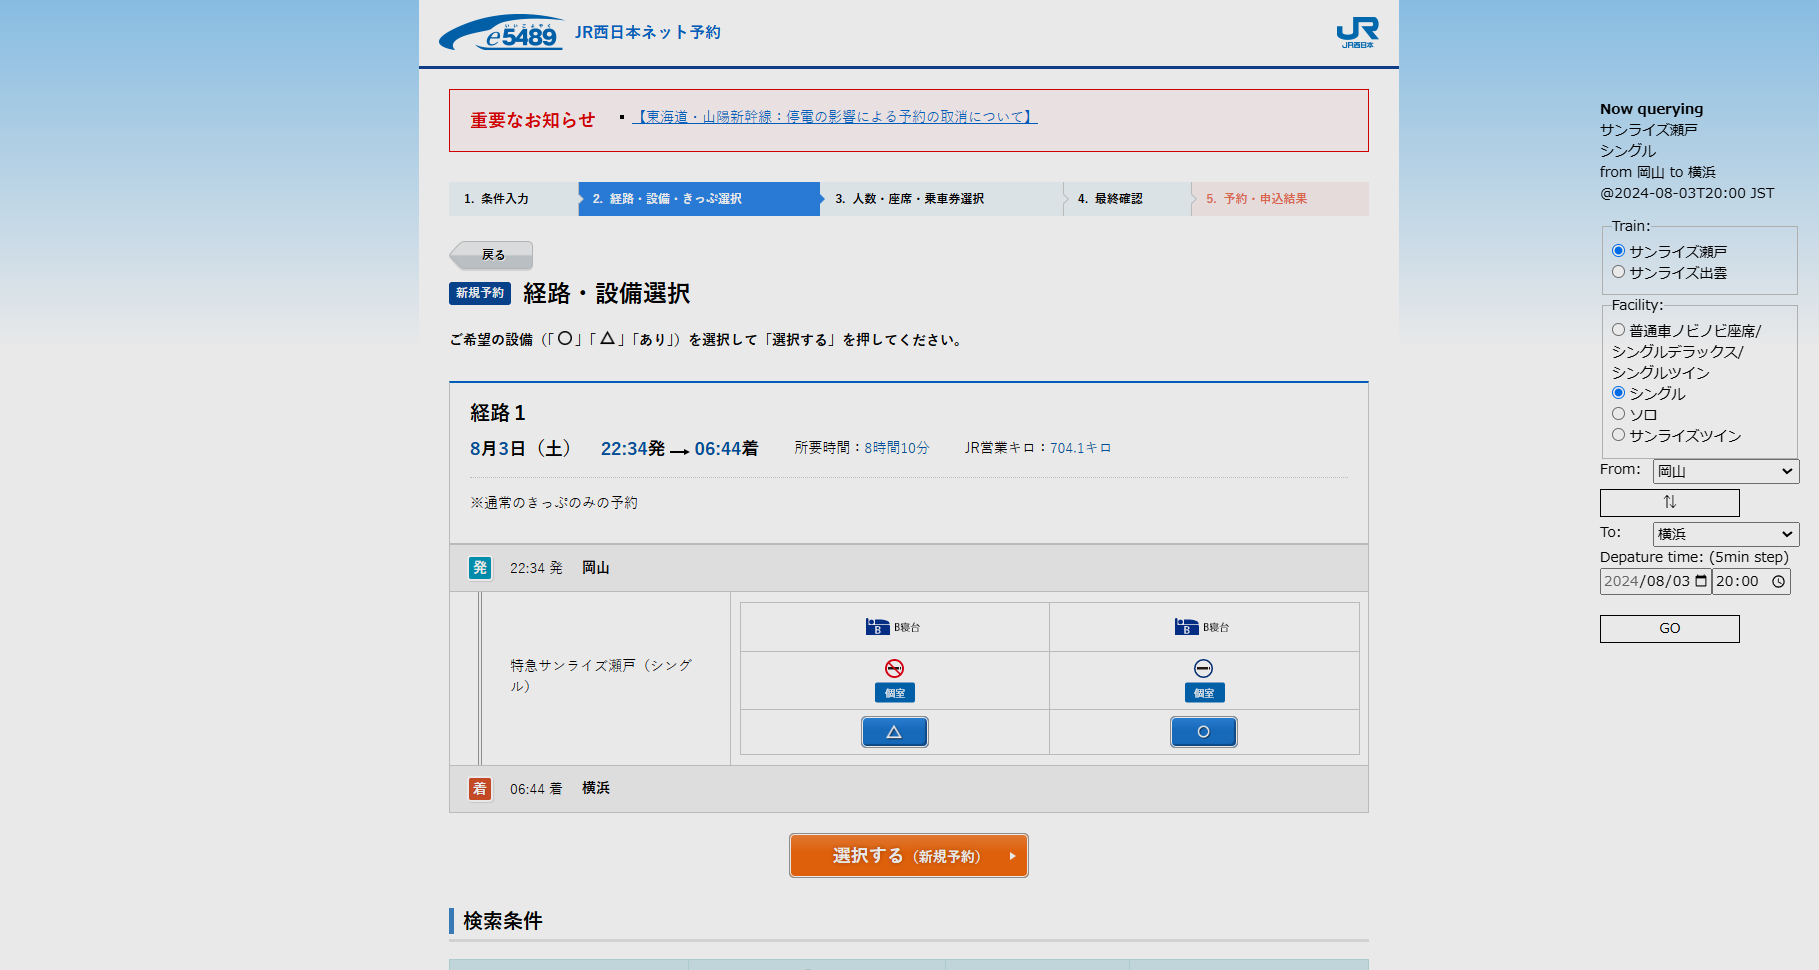 いいごよやく
e5489
JR西日本ネット予約
JR
JR西日本
重要なお知らせ
【東海道・山陽新幹線：停電の影響による予約の取消について】
1. 条件入力
2. 経路・設備・きっぷ選択
3. 人数・座席・乗車券選択
4. 最終確認
5. 予約・申込結果
戻る
新規予約 経路・設備選択
ご希望の設備（「○」「△」「あり」）を選択して「選択する」を押してください。
経路 1
8月3日（土） 22:34発 → 06:44着 所要時間：8時間10分 JR営業キロ：704.1キロ
※通常のきっぷのみの予約
発 22:34 発 岡山
特急サンライズ瀬戸（シング
ル）
B B寝台
B B寝台
個室
個室
△
○
着 06:44 着 横浜
選択する（新規予約）
検索条件
Now querying
サンライズ瀬戸
シングル
from 岡山 to 横浜
@2024-08-03T20:00 JST
Train:
サンライズ瀬戸
サンライズ出雲
Facility:
普通車ノビノビ座席/
シングルデラックス/
シングルツイン
シングル
ソロ
サンライズツイン
From: 岡山
⇅
To: 横浜
Depature time: (5min step)
2024/08/03 20:00
GO